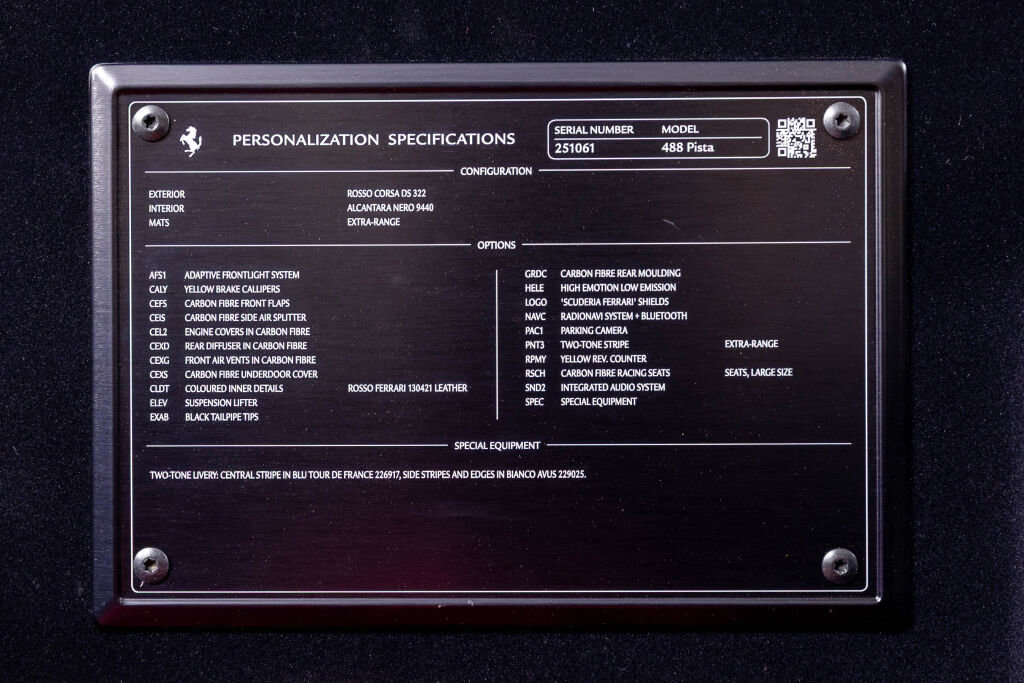 PERSONALIZATION SPECIFICATIONS
SERIAL NUMBER MODEL
251061 488 Pista
CONFIGURATION
EXTERIOR ROSSO CORSA DS 322
INTERIOR ALCANTARA NERO 9440
MATS EXTRA-RANGE
OPTIONS
AFS1 ADAPTIVE FRONTLIGHT SYSTEM
CALY YELLOW BRAKE CALLIPERS
CEFS CARBON FIBRE FRONT FLAPS
CEIS CARBON FIBRE SIDE AIR SPLITTER
CEL2 ENGINE COVERS IN CARBON FIBRE
CEXD REAR DIFFUSER IN CARBON FIBRE
CEXG FRONT AIR VENTS IN CARBON FIBRE
CEXS CARBON FIBRE UNDERDOOR COVER
CLDT COLOURED INNER DETAILS ROSSO FERRARI 130421 LEATHER
ELEV SUSPENSION LIFTER
EXAB BLACK TAILPIPE TIPS
GRDC CARBON FIBRE REAR MOULDING
HELE HIGH EMOTION LOW EMISSION
LOGO 'SCUDERIA FERRARI' SHIELDS
NAVC RADIONAVI SYSTEM + BLUETOOTH
PAC1 PARKING CAMERA
PNT3 TWO-TONE STRIPE EXTRA-RANGE
RPMY YELLOW REV. COUNTER
RSCH CARBON FIBRE RACING SEATS SEATS, LARGE SIZE
SND2 INTEGRATED AUDIO SYSTEM
SPEC SPECIAL EQUIPMENT
SPECIAL EQUIPMENT
TWO-TONE LIVERY: CENTRAL STRIPE IN BLU TOUR DE FRANCE 226917, SIDE STRIPES AND EDGES IN BIANCO AVUS 229025.